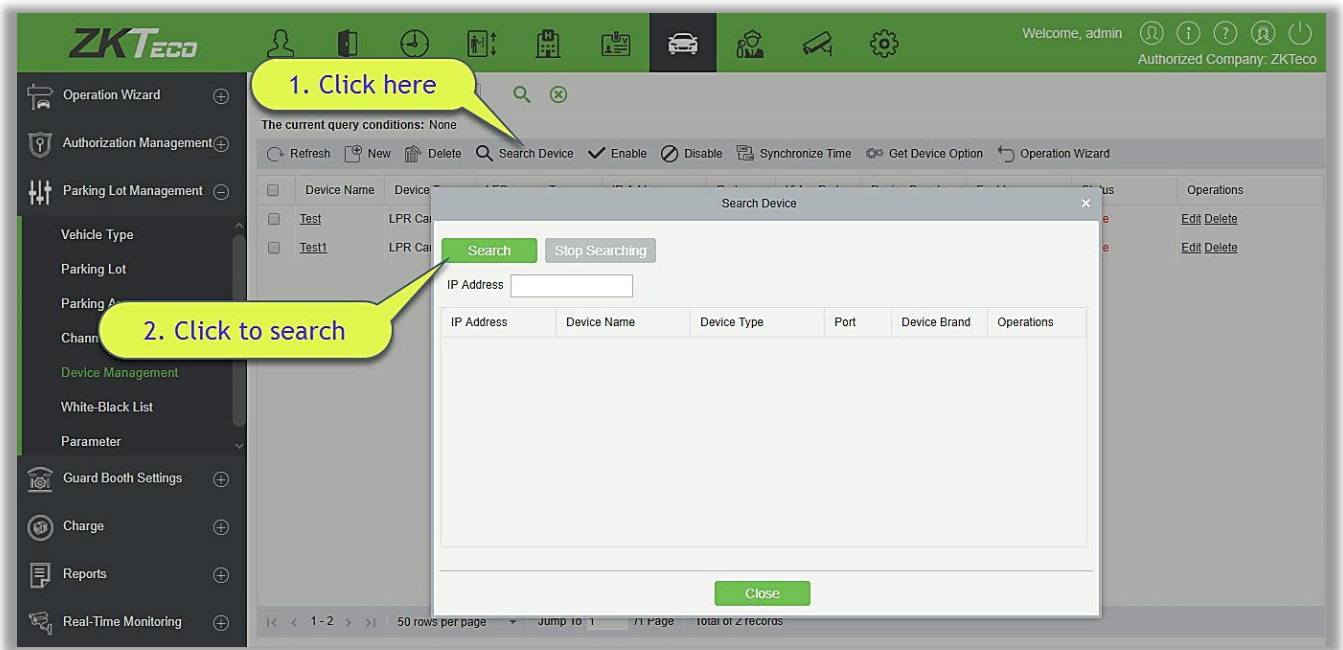 ZKTeco
Welcome, admin
Authorized Company: ZKTeco
1. Click here
Operation Wizard
The current query conditions: None
Authorization Management
Refresh New Delete Search Device Enable Disable Synchronize Time Get Device Option Operation Wizard
Parking Lot Management
Device Name Device Operations
Search Device
Test LPR Edit Delete
Test1 LPR Edit Delete
Vehicle Type
Parking Lot
Parking
Device Management
White-Black List
Parameter
Search Stop Searching
IP Address
IP Address Device Name Device Type Port Device Brand Operations
2. Click to search
Guard Booth Settings
Charge
Reports
Close
Real-Time Monitoring
1 - 2 50 rows per page Jump To 1 /1 Page Total of 2 records